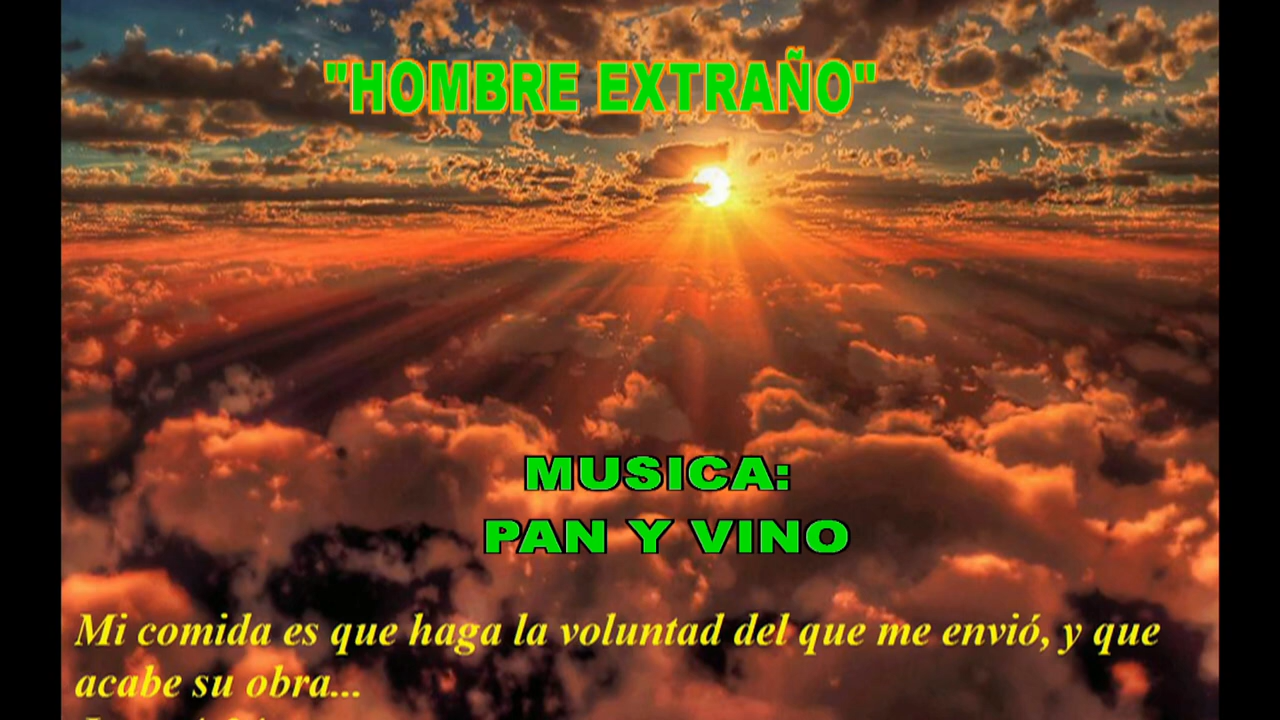 "HOMBRE EXTRAÑO"
MUSICA:
PAN Y VINO
Mi comida es que haga la voluntad del que me envió, y que
acabe su obra...